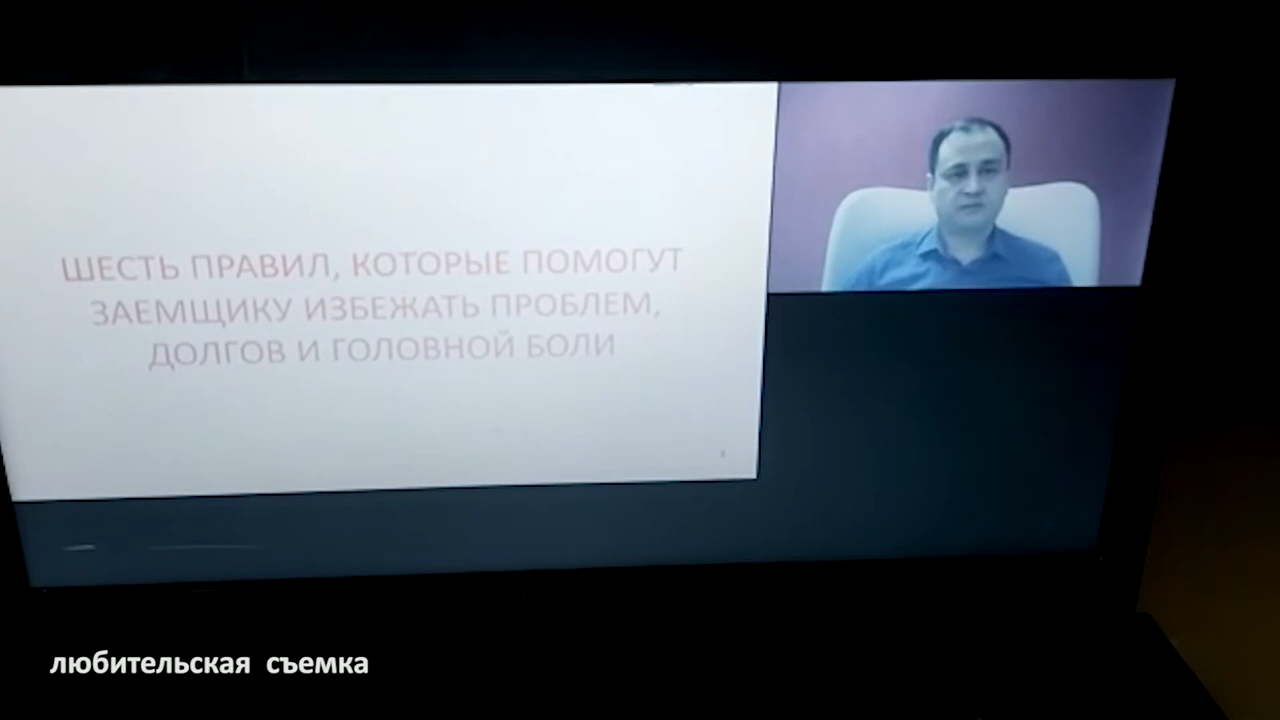 ШЕСТЬ ПРАВИЛ, КОТОРЫЕ ПОМОГУТ
ЗАЕМЩИКУ ИЗБЕЖАТЬ ПРОБЛЕМ,
ДОЛГОВ И ГОЛОВНОЙ БОЛИ
любительская съемка